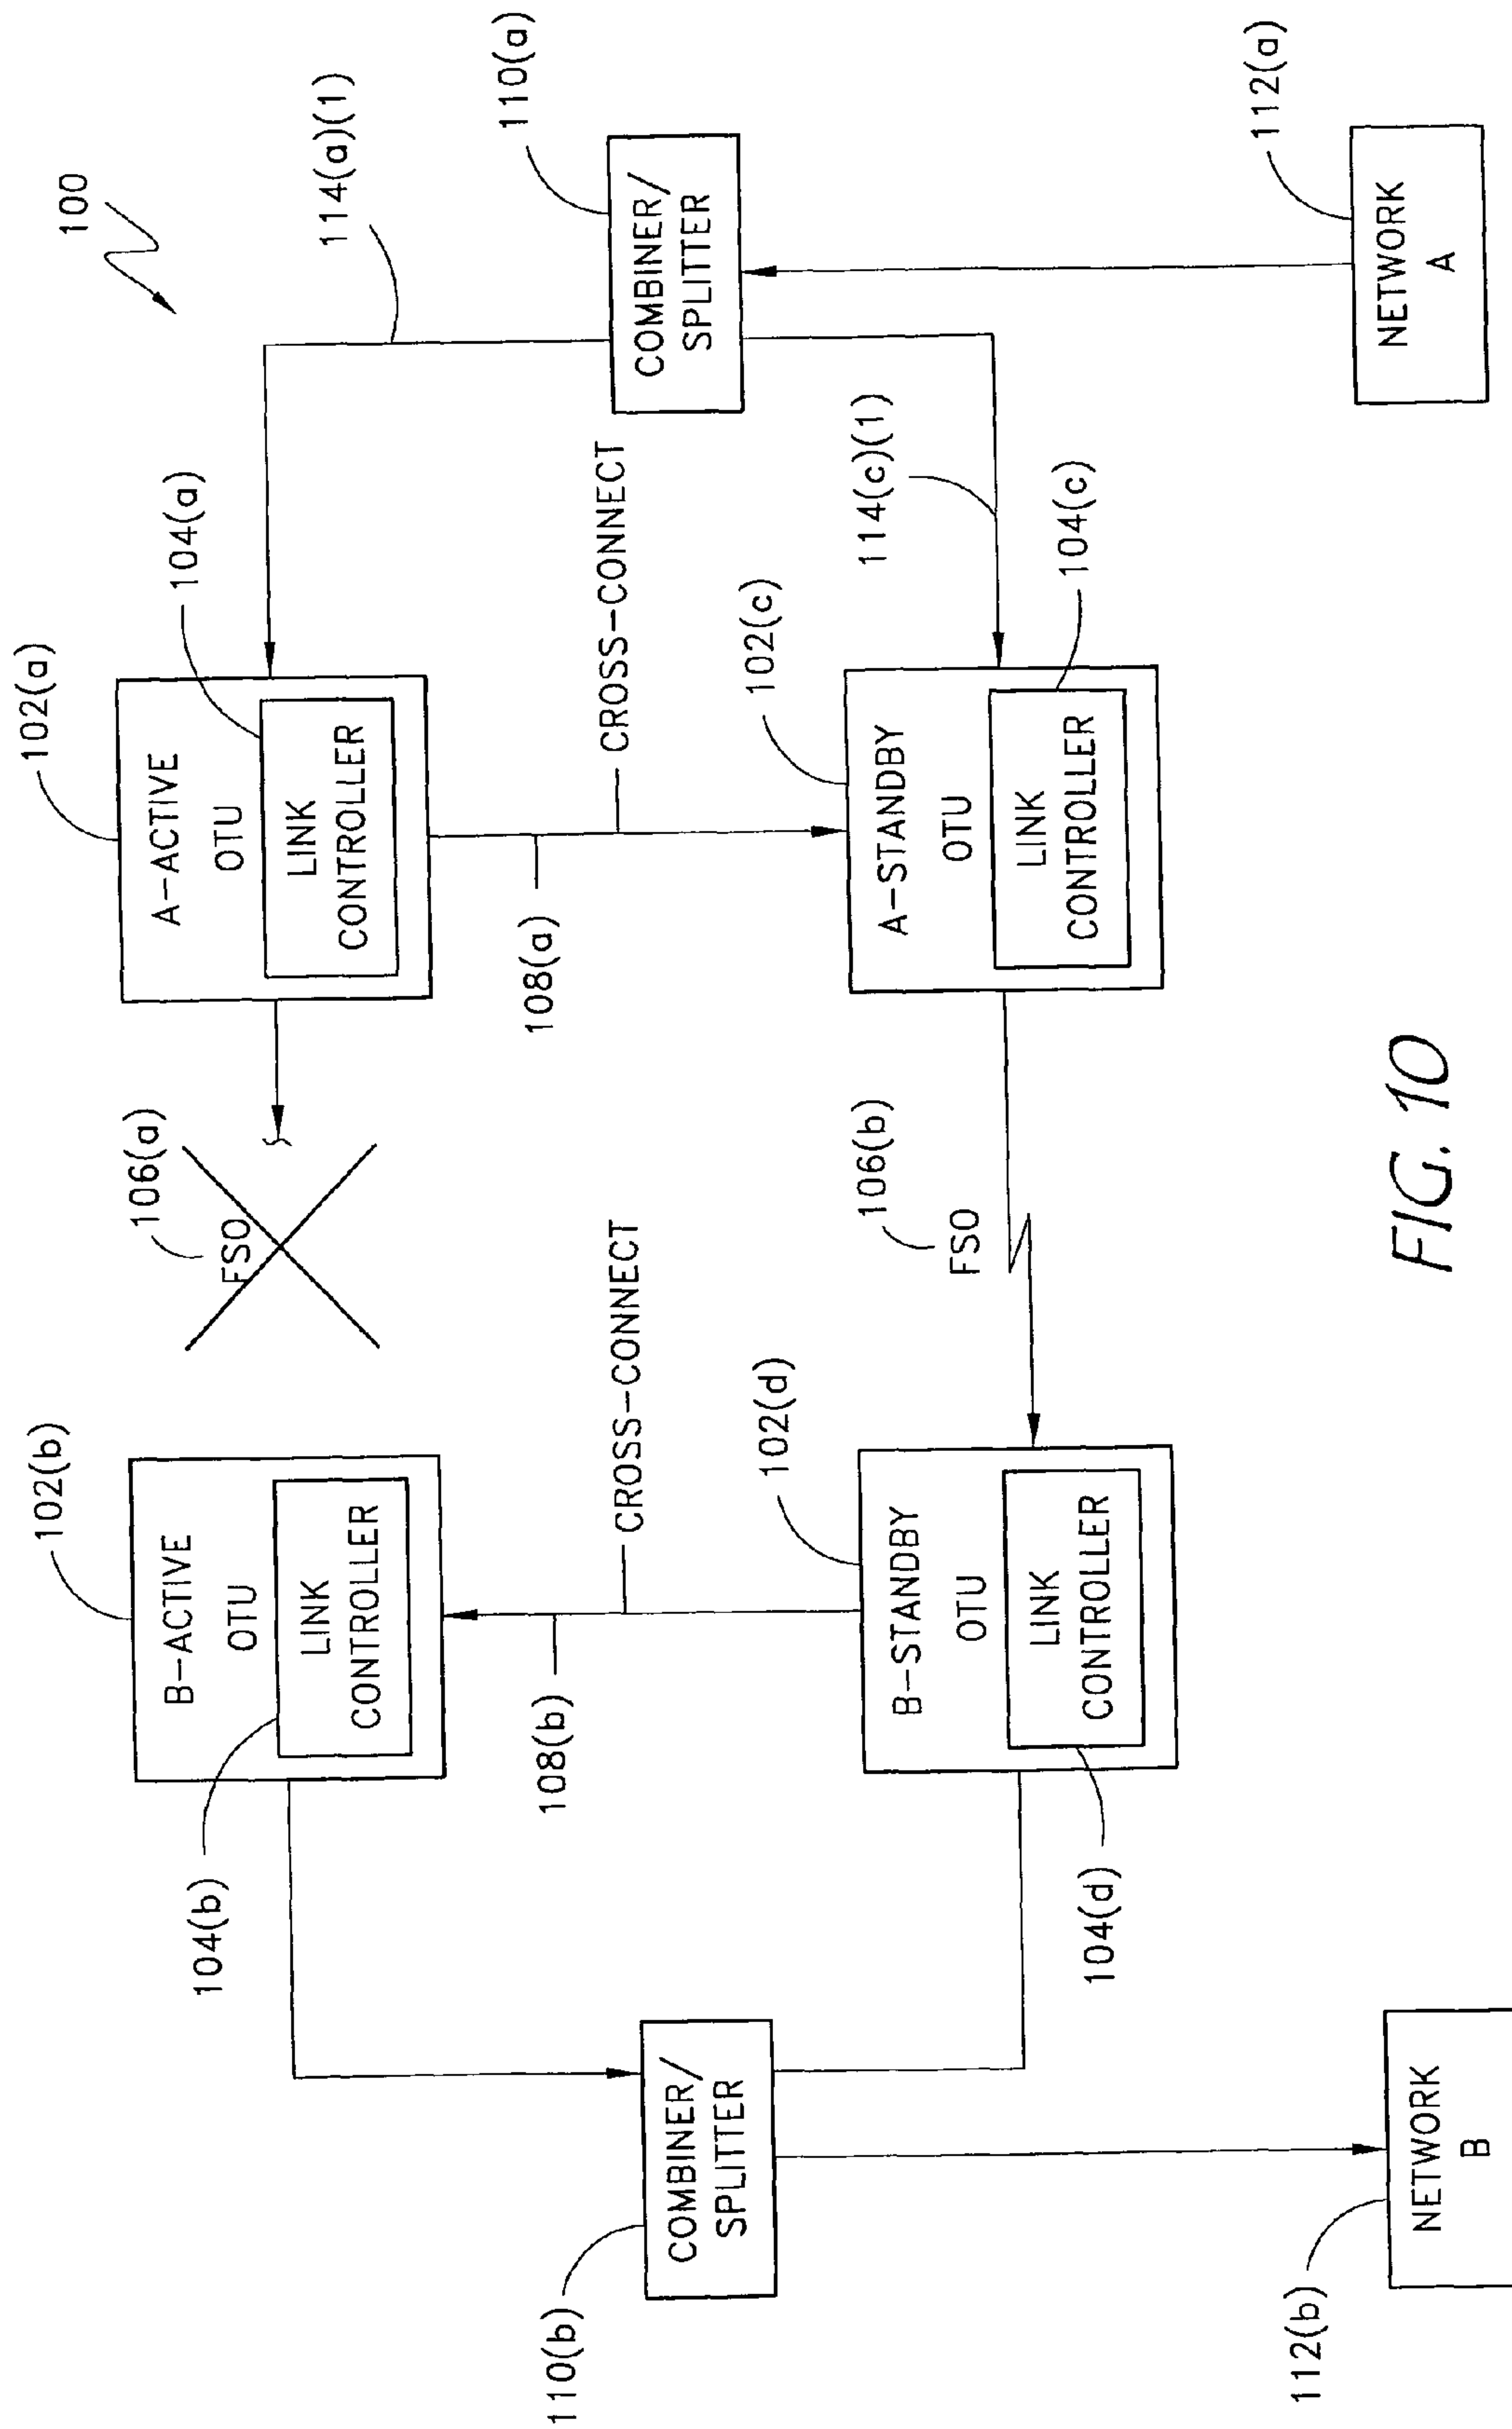 100
102(b)
106(a)
102(a)
104(a)
114(a)(1)
B-ACTIVE
OTU
LINK
CONTROLLER
FSO
A-ACTIVE
OTU
LINK
CONTROLLER
104(b)
110(b)
COMBINER/
SPLITTER
108(b)
CROSS-CONNECT
108(a)
CROSS-CONNECT
110(a)
COMBINER/
SPLITTER
102(d)
106(b)
102(c)
114(c)(1)
B-STANDBY
OTU
LINK
CONTROLLER
FSO
A-STANDBY
OTU
LINK
CONTROLLER
104(d)
104(c)
112(b)
NETWORK
B
112(a)
NETWORK
A
FIG. 10